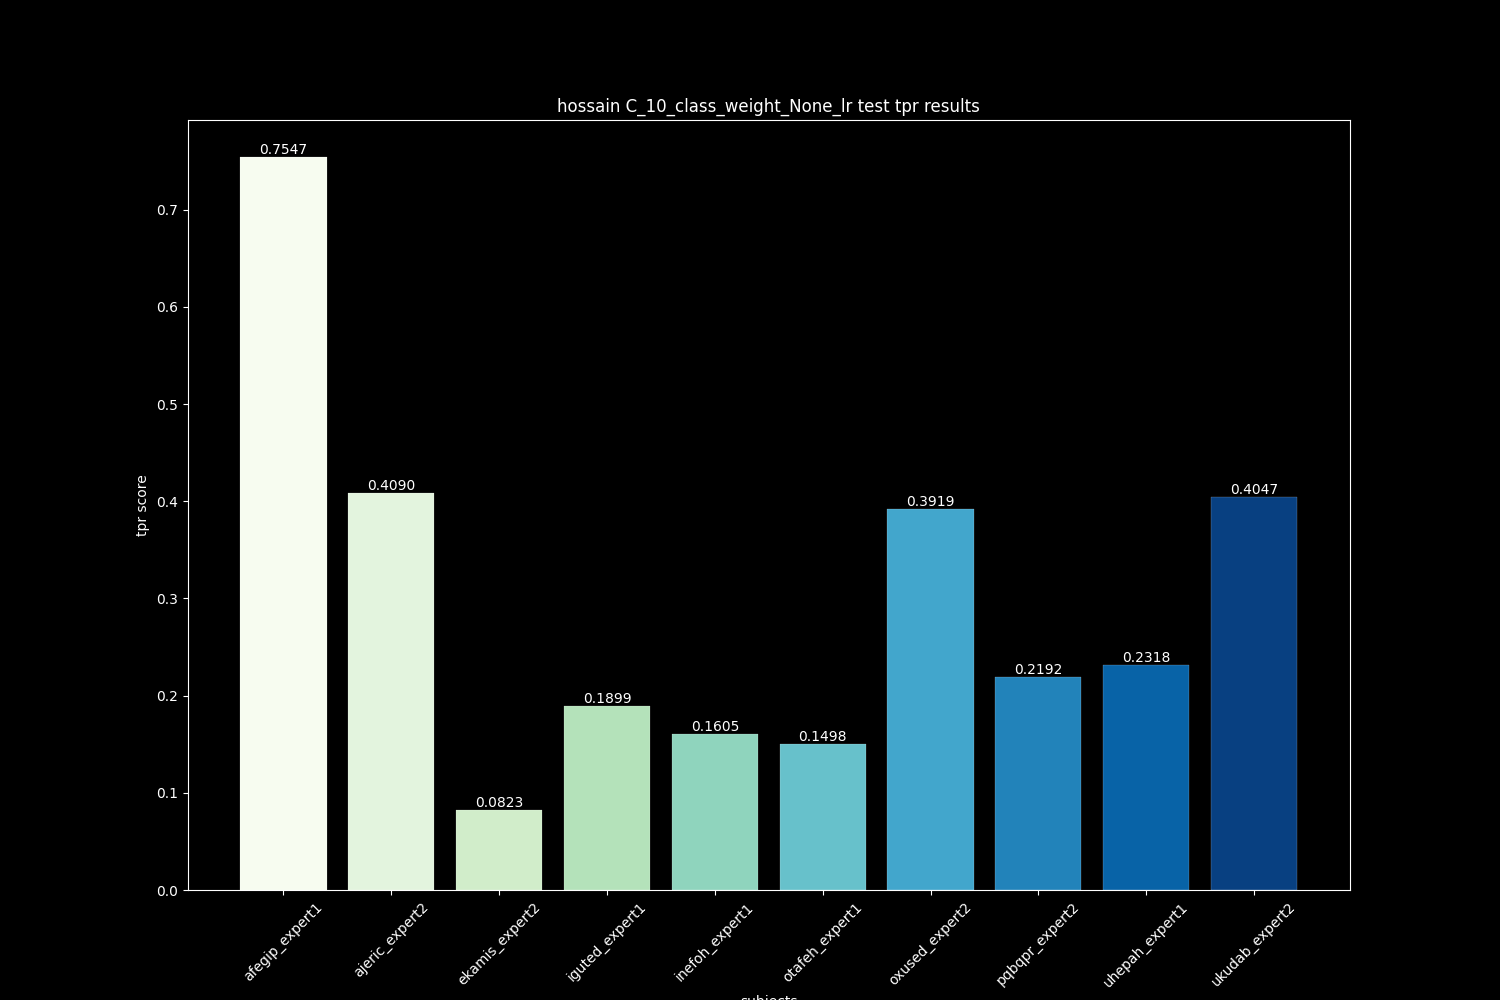 hossain C_10_class_weight_None_lr test tpr results
0.7547
0.4090
0.0823
0.1899
0.1605
0.1498
0.3919
0.2192
0.2318
0.4047
0.7
0.6
0.5
0.4
0.3
0.2
0.1
0.0
tpr score
afegip_expert1
ajeric_expert2
ekamis_expert2
iguted_expert1
inefoh_expert1
otafeh_expert1
oxused_expert2
pqbqpr_expert2
uhepah_expert1
ukudab_expert2
subjects